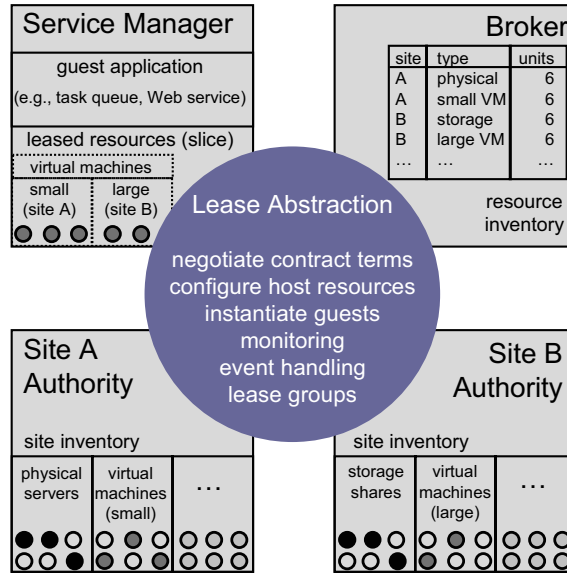 Service Manager
guest application
(e.g., task queue, Web service)
leased resources (slice)
virtual machines
small large
(site A) (site B)
Broker
site type units
A physical 6
A small VM 6
B storage 6
B large VM 6
... ... ...
resource
inventory
Lease Abstraction
negotiate contract terms
configure host resources
instantiate guests
monitoring
event handling
lease groups
Site A
Authority
site inventory
physical
servers
virtual
machines
(small)
...
Site B
Authority
site inventory
storage
shares
virtual
machines
(large)
...